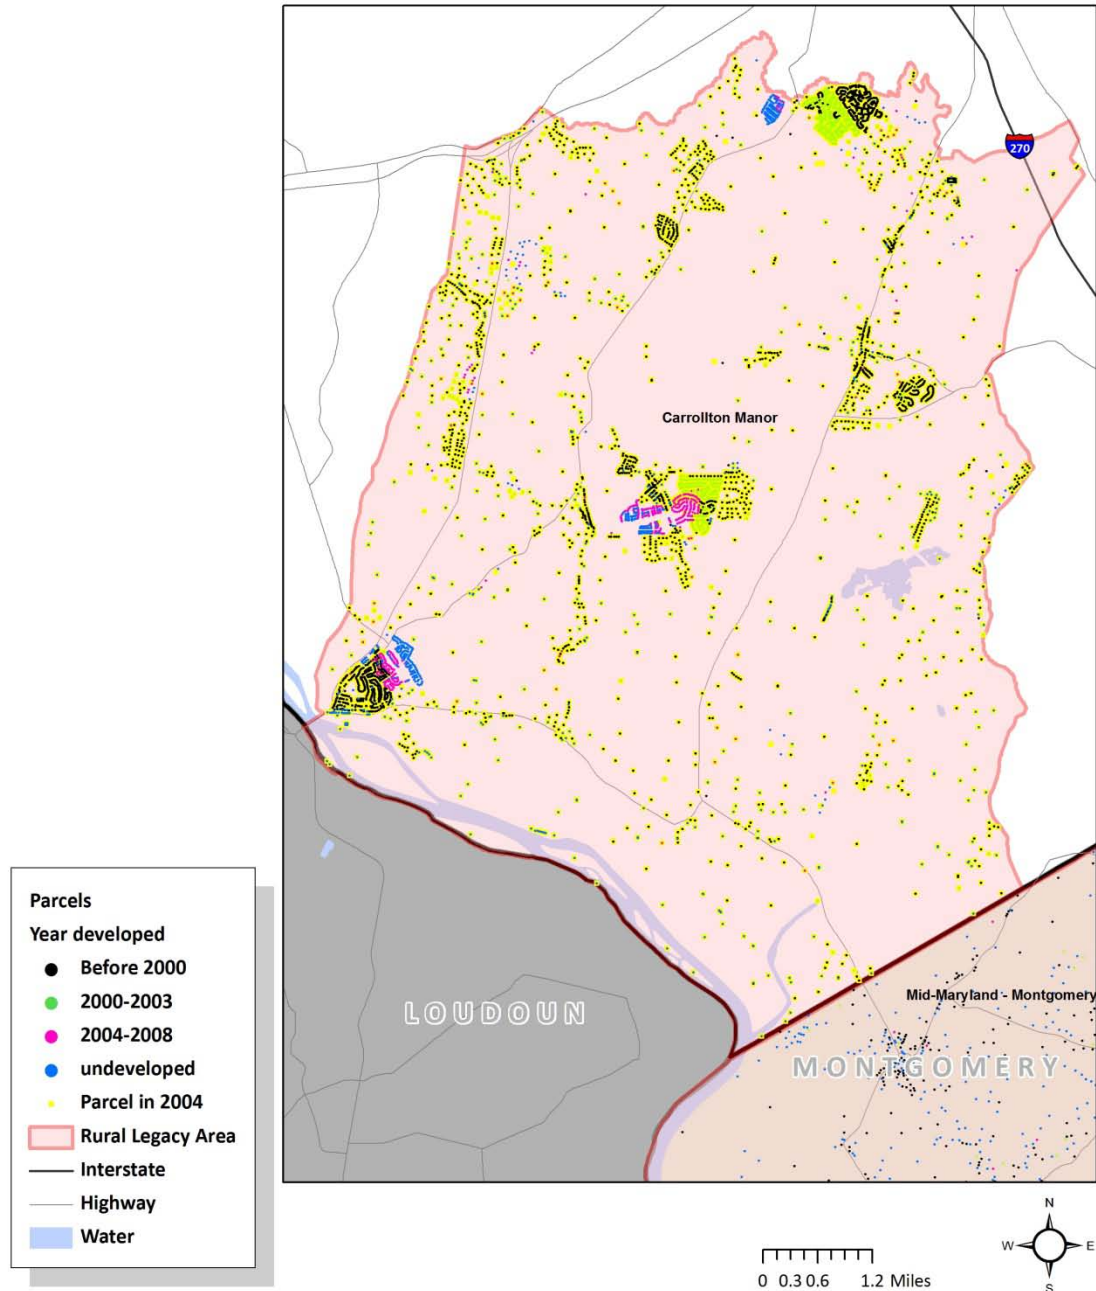 270
Carrollton Manor
Parcels
Year developed
Before 2000
2000-2003
2004-2008
undeveloped
Parcel in 2004
Rural Legacy Area
Interstate
Highway
Water
LOUDOUN
Mid-Maryland - Montgomery
MONTGOMERY
N
W E
S
0 0.3 0.6 1.2 Miles